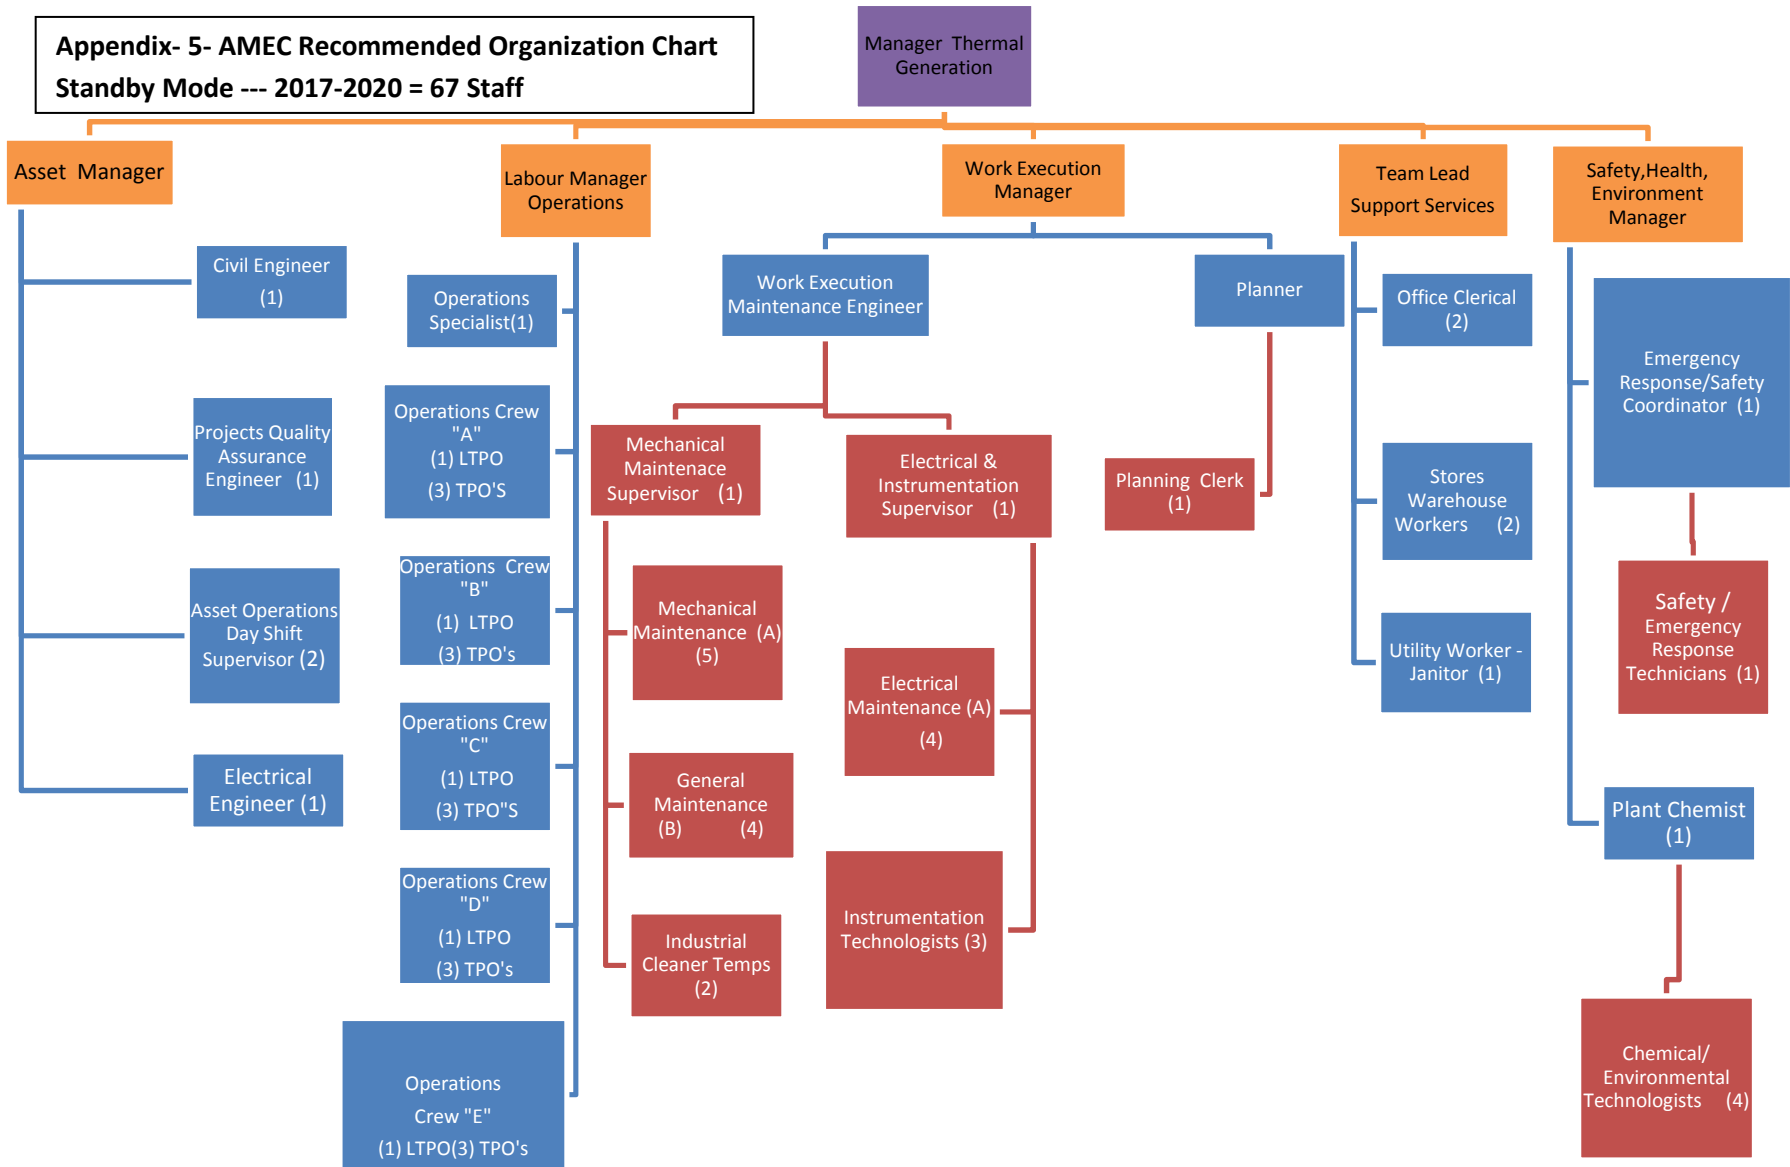 Appendix- 5- AMEC Recommended Organization Chart
Standby Mode --- 2017-2020 = 67 Staff
Manager Thermal
Generation
Asset Manager
Labour Manager
Operations
Work Execution
Manager
Team Lead
Support Services
Safety,Health,
Environment
Manager
Civil Engineer
(1)
Projects Quality
Assurance
Engineer (1)
Asset Operations
Day Shift
Supervisor (2)
Electrical
Engineer (1)
Operations
Specialist(1)
Operations Crew
"A"
(1) LTPO
(3) TPO'S
Operations Crew
"B"
(1) LTPO
(3) TPO's
Operations Crew
"C"
(1) LTPO
(3) TPO"S
Operations Crew
"D"
(1) LTPO
(3) TPO's
Operations
Crew "E"
(1) LTPO(3) TPO's
Work Execution
Maintenance Engineer
Mechanical
Maintenace
Supervisor (1)
Mechanical
Maintenance (A)
(5)
General
Maintenance
(B) (4)
Industrial
Cleaner Temps
(2)
Electrical &
Instrumentation
Supervisor (1)
Electrical
Maintenance (A)
(4)
Instrumentation
Technologists (3)
Planner
Planning Clerk
(1)
Office Clerical
(2)
Stores
Warehouse
Workers (2)
Utility Worker -
Janitor (1)
Emergency
Response/Safety
Coordinator (1)
Safety /
Emergency
Response
Technicians (1)
Plant Chemist
(1)
Chemical/
Environmental
Technologists (4)